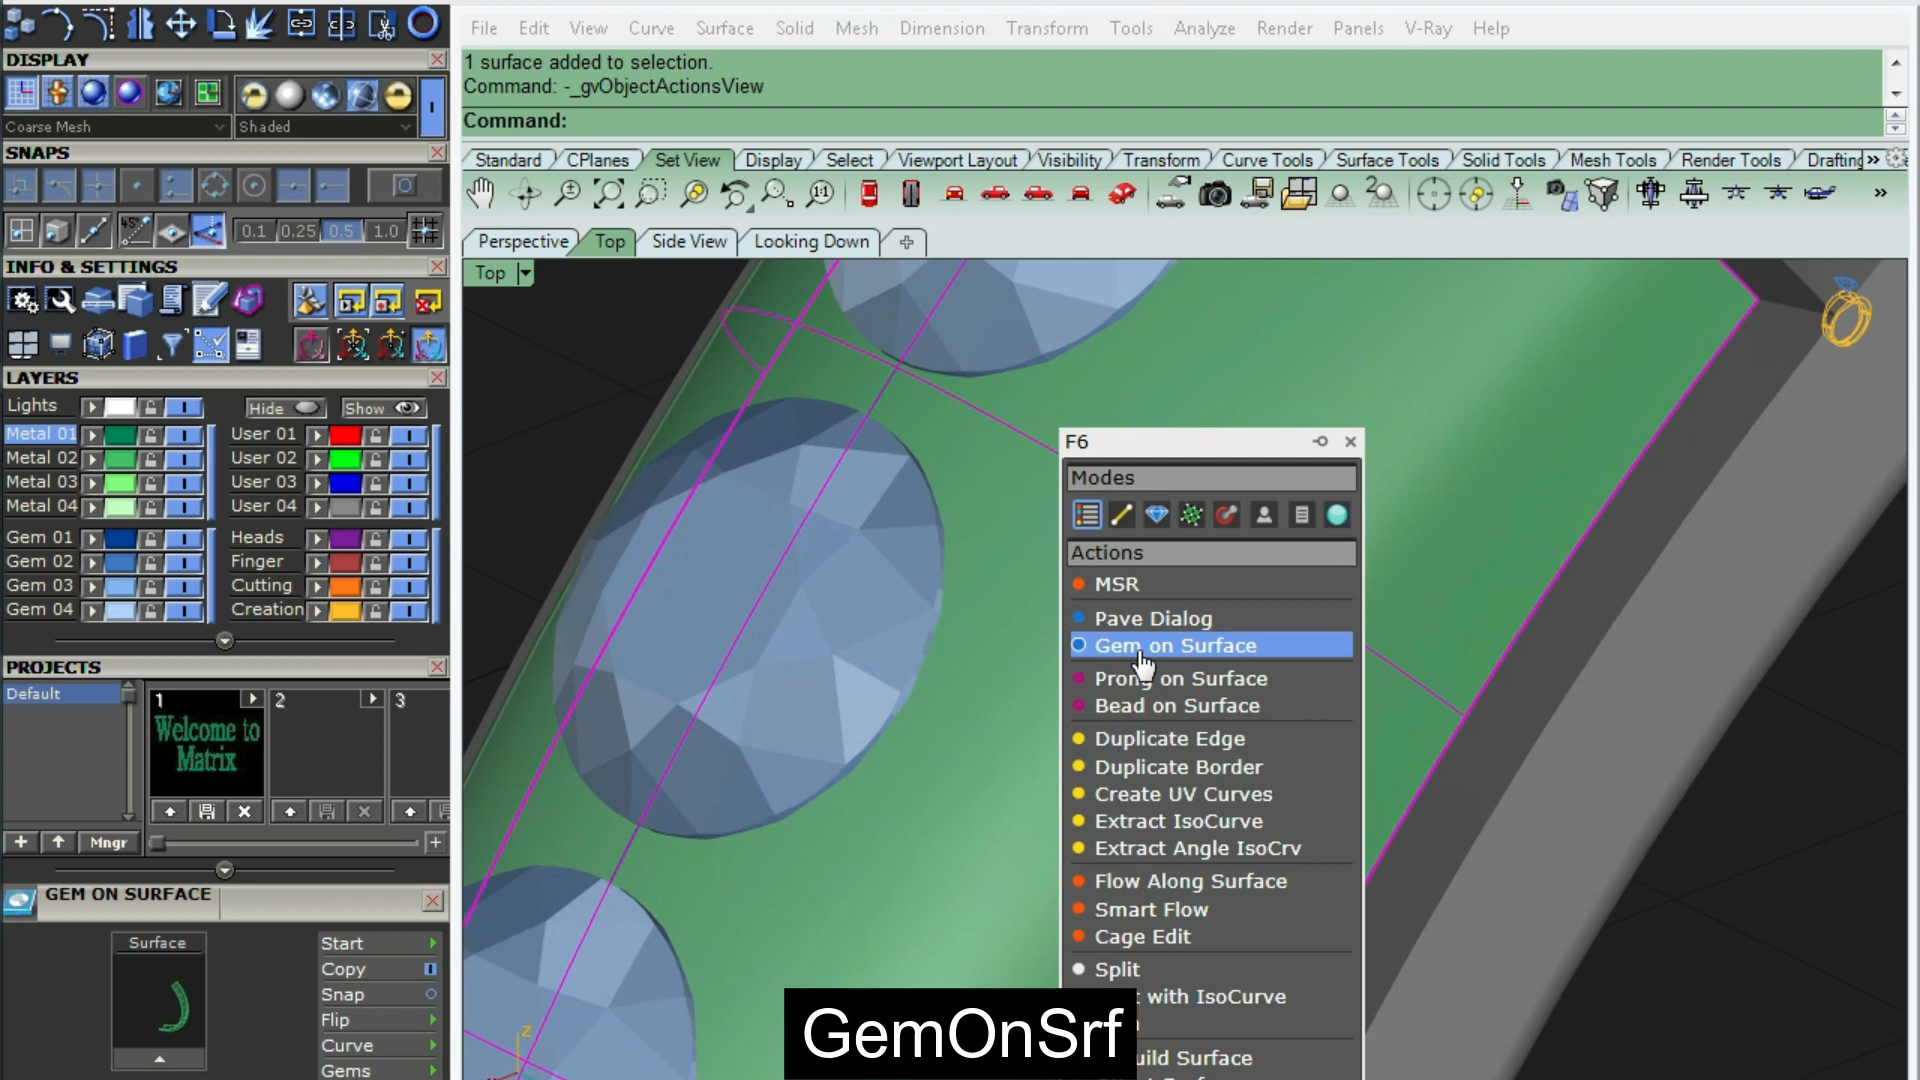 File Edit View Curve Surface Solid Mesh Dimension Transform Tools Analyze Render Panels V-Ray Help
1 surface added to selection.
Command: -_gvObjectActionsView
Command:
Standard CPlanes Set View Display Select Viewport Layout Visibility Transform Curve Tools Surface Tools Solid Tools Mesh Tools Render Tools Drafting »
Perspective Top Side View Looking Down
Top
DISPLAY
Coarse Mesh Shaded
SNAPS
45°
0.1 0.25 0.5 1.0
INFO & SETTINGS
LAYERS
Lights Hide Show
Metal 01 User 01
Metal 02 User 02
Metal 03 User 03
Metal 04 User 04
Gem 01 Heads
Gem 02 Finger
Gem 03 Cutting
Gem 04 Creation
PROJECTS
Default
1 2 3
Welcome to
Matrix
Mngr
GEM ON SURFACE
Surface
Start
Copy
Snap
Flip
Curve
Gems
F6
Modes
Actions
MSR
Pave Dialog
Gem on Surface
Prong on Surface
Bead on Surface
Duplicate Edge
Duplicate Border
Create UV Curves
Extract IsoCurve
Extract Angle IsoCrv
Flow Along Surface
Smart Flow
Cage Edit
Split
with IsoCurve
uild Surface
z
GemOnSrf